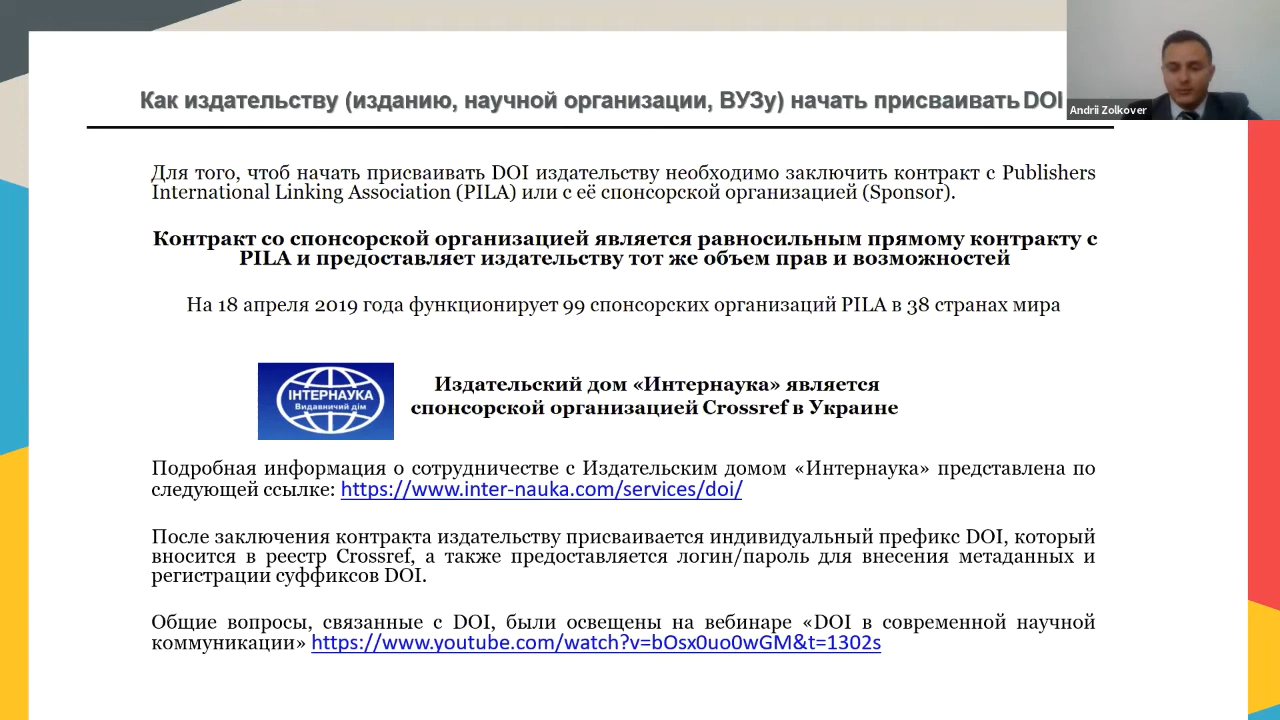 Как издательству (изданию, научной организации, ВУЗу) начать присваивать DOI
Andrii Zolkover
Для того, чтоб начать присваивать DOI издательству необходимо заключить контракт с Publishers
International Linking Association (PILA) или с её спонсорской организацией (Sponsor).
Контракт со спонсорской организацией является равносильным прямому контракту с
PILA и предоставляет издательству тот же объем прав и возможностей
На 18 апреля 2019 года функционирует 99 спонсорских организаций PILA в 38 странах мира
ІНТЕРНАУКА
Видавничий дім
Издательский дом «Интернаука» является
спонсорской организацией Crossref в Украине
Подробная информация о сотрудничестве с Издательским домом «Интернаука» представлена по
следующей ссылке: https://www.inter-nauka.com/services/doi/
После заключения контракта издательству присваивается индивидуальный префикс DOI, который
вносится в реестр Crossref, а также предоставляется логин/пароль для внесения метаданных и
регистрации суффиксов DOI.
Общие вопросы, связанные с DOI, были освещены на вебинаре «DOI в современной научной
коммуникации» https://www.youtube.com/watch?v=bOsx0uo0wGM&t=1302s